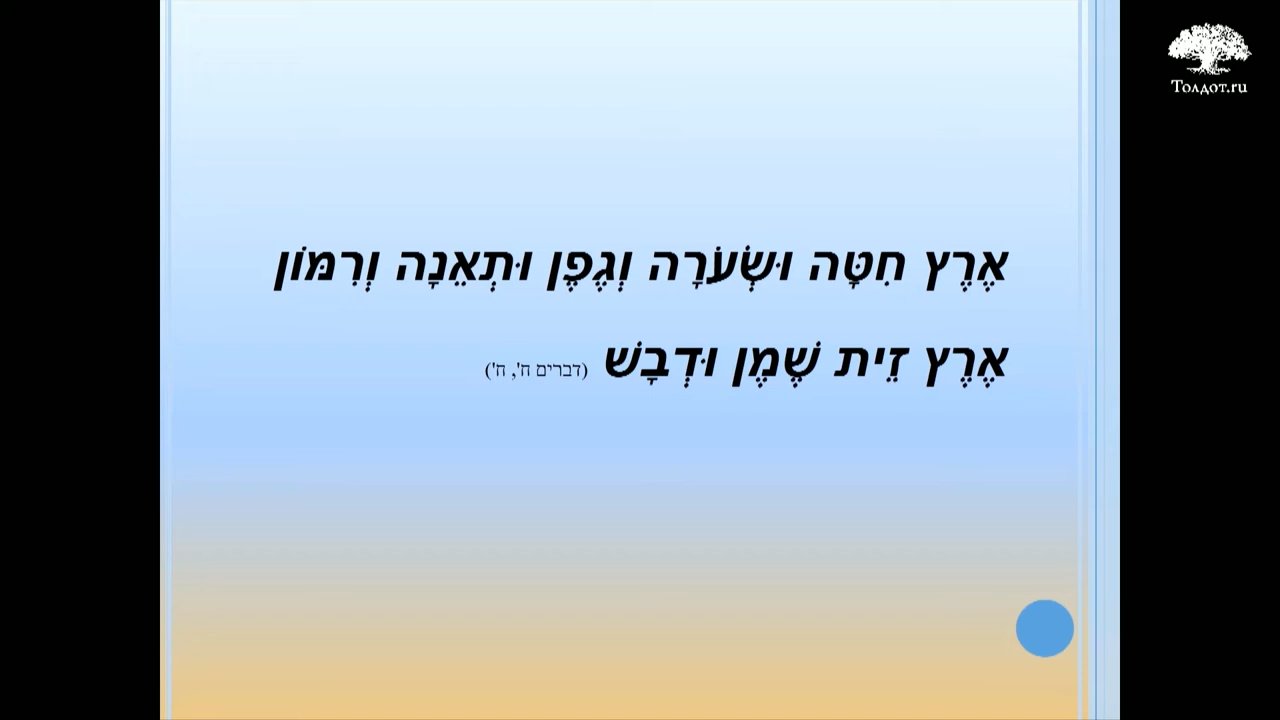 Толдот.ru
אֶרֶץ חִטָּה וּשְׂעֹרָה וְגֶפֶן וּתְאֵנָה וְרִמּוֹן
אֶרֶץ זֵית שֶׁמֶן וּדְבָשׁ (דברים ח', ח')